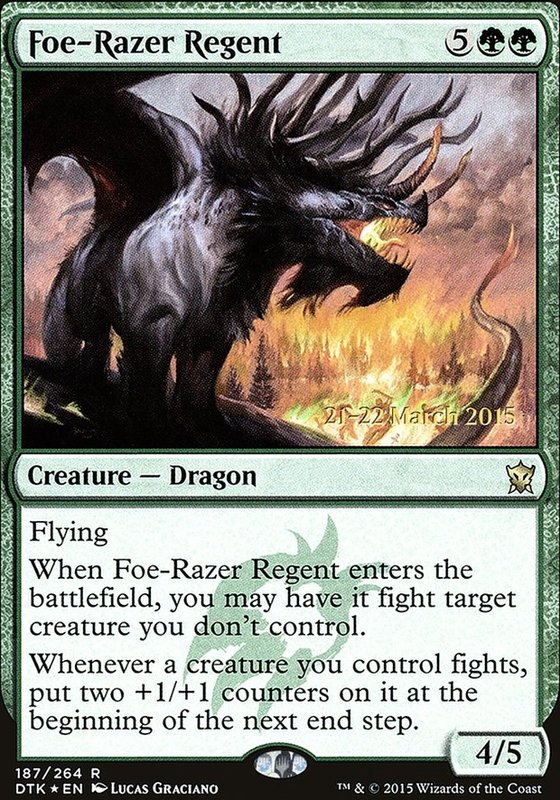 Foe-Razer Regent 5
21–22 March 2015
Creature — Dragon
Flying
When Foe-Razer Regent enters the
battlefield, you may have it fight target
creature you don't control.
Whenever a creature you control fights,
put two +1/+1 counters on it at the
beginning of the next end step.
4/5
187/264 R
DTK ★ EN Lucas Graciano
™ & © 2015 Wizards of the Coast